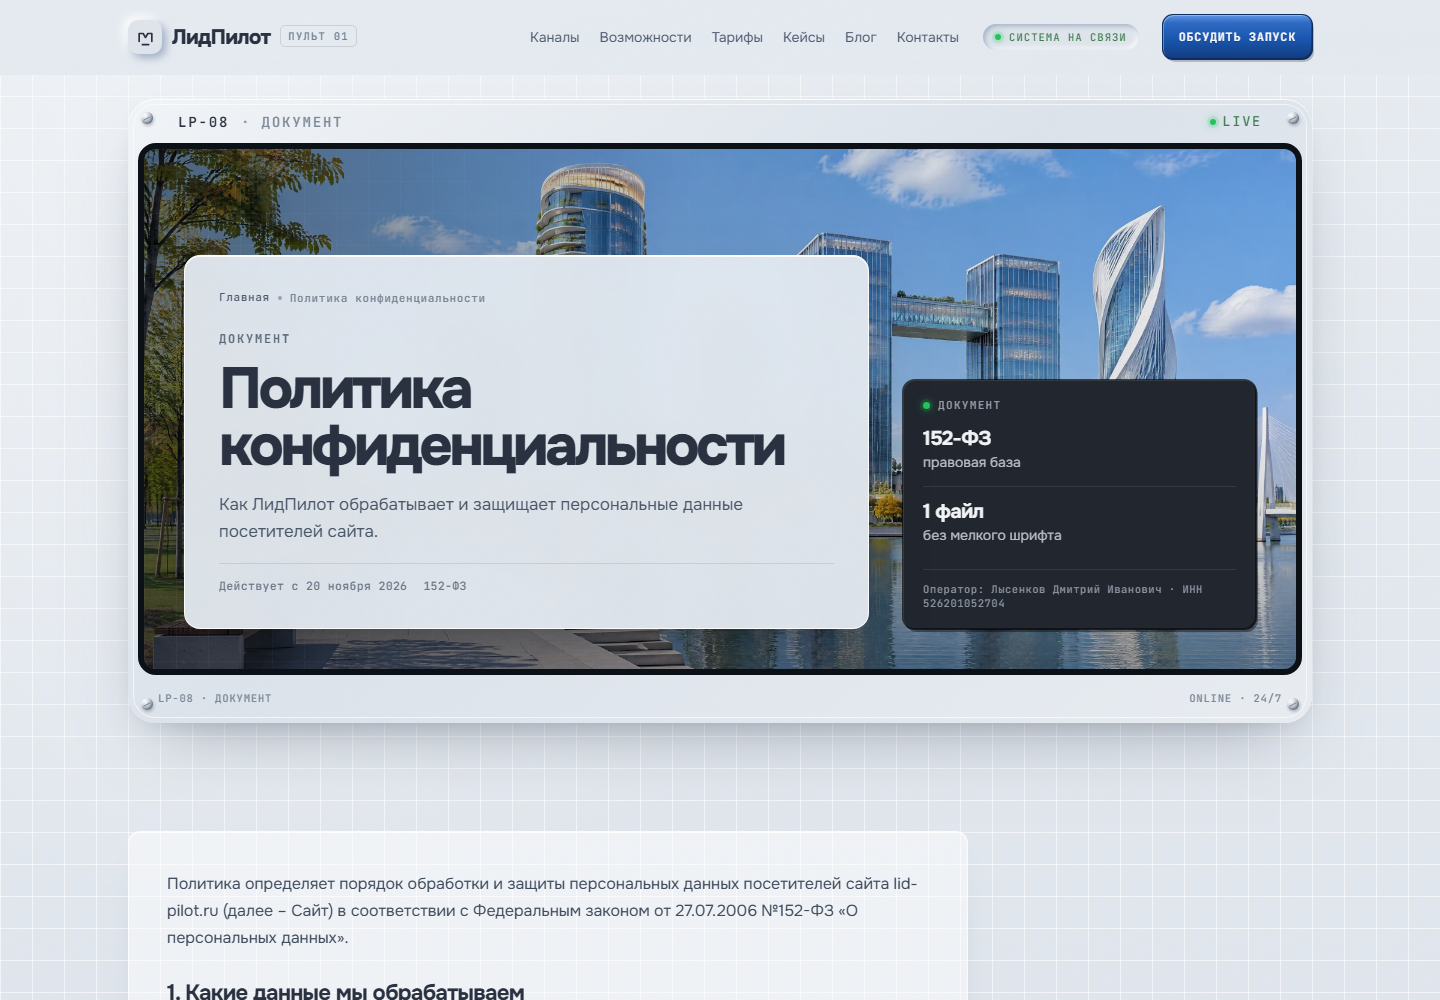 ЛидПилот
ПУЛЬТ 01
Каналы
Возможности
Тарифы
Кейсы
Блог
Контакты
СИСТЕМА НА СВЯЗИ
ОБСУДИТЬ ЗАПУСК
LP-08 · ДОКУМЕНТ
LIVE
Главная
Политика конфиденциальности
ДОКУМЕНТ
Политика
конфиденциальности
Как ЛидПилот обрабатывает и защищает персональные данные
посетителей сайта.
Действует с 20 ноября 2026 152-ФЗ
ДОКУМЕНТ
152-ФЗ
правовая база
1 файл
без мелкого шрифта
Оператор: Лысенков Дмитрий Иванович · ИНН
526201052704
LP-08 · ДОКУМЕНТ
ONLINE · 24/7
Политика определяет порядок обработки и защиты персональных данных посетителей сайта lid-
pilot.ru (далее – Сайт) в соответствии с Федеральным законом от 27.07.2006 №152-ФЗ «О
персональных данных».
1. Какие данные мы обрабатываем